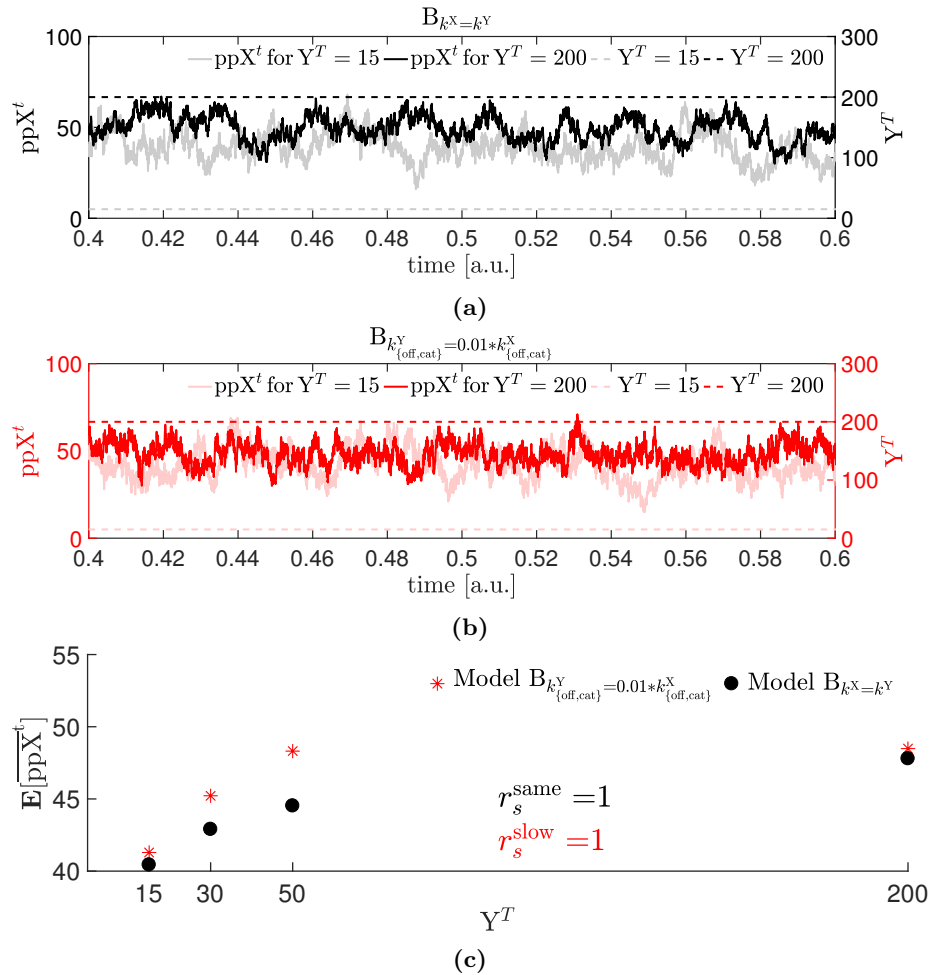 B_{k^X=k^Y}
100
300
ppX^t for Y^T = 15
ppX^t for Y^T = 200
Y^T = 15
Y^T = 200
200
50
100
0
0
ppX^t
Y^T
0.4 0.42 0.44 0.46 0.48 0.5 0.52 0.54 0.56 0.58 0.6
time [a.u.]
(a)
B_{k^Y_{\{off,cat\}}=0.01*k^X_{\{off,cat\}}}
100
300
ppX^t for Y^T = 15
ppX^t for Y^T = 200
Y^T = 15
Y^T = 200
200
50
100
0
0
ppX^t
Y^T
0.4 0.42 0.44 0.46 0.48 0.5 0.52 0.54 0.56 0.58 0.6
time [a.u.]
(b)
55
Model B_{k^Y_{\{off,cat\}}=0.01*k^X_{\{off,cat\}}}
Model B_{k^X=k^Y}
50
45
40
E[\overline{ppX^t}]
r_s^{same}=1
r_s^{slow}=1
15 30 50 200
Y^T
(c)